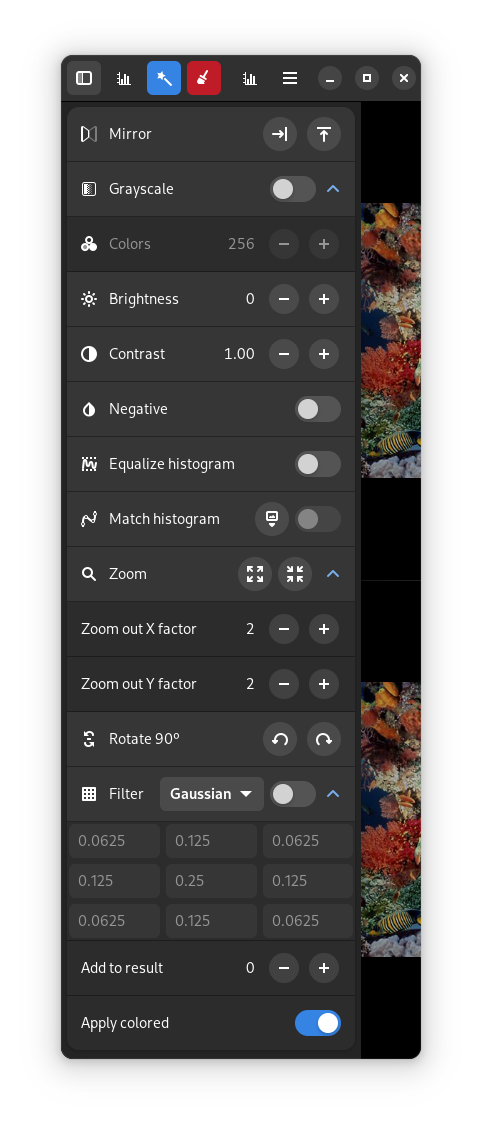 Mirror
Grayscale
Colors 256
Brightness 0
Contrast 1.00
Negative
Equalize histogram
Match histogram
Zoom
Zoom out X factor 2
Zoom out Y factor 2
Rotate 90º
Filter Gaussian
0.0625 0.125 0.0625
0.125 0.25 0.125
0.0625 0.125 0.0625
Add to result 0
Apply colored